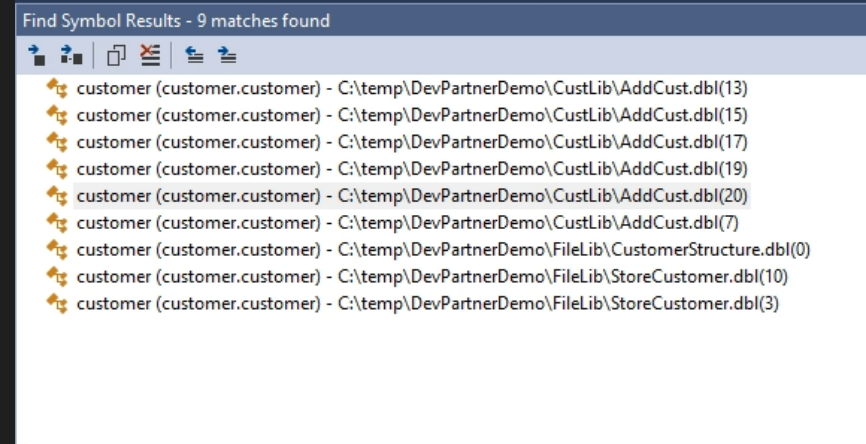 Find Symbol Results - 9 matches found
customer (customer.customer) - C:\temp\DevPartnerDemo\CustLib\AddCust.dbl(13)
customer (customer.customer) - C:\temp\DevPartnerDemo\CustLib\AddCust.dbl(15)
customer (customer.customer) - C:\temp\DevPartnerDemo\CustLib\AddCust.dbl(17)
customer (customer.customer) - C:\temp\DevPartnerDemo\CustLib\AddCust.dbl(19)
customer (customer.customer) - C:\temp\DevPartnerDemo\CustLib\AddCust.dbl(20)
customer (customer.customer) - C:\temp\DevPartnerDemo\CustLib\AddCust.dbl(7)
customer (customer.customer) - C:\temp\DevPartnerDemo\FileLib\CustomerStructure.dbl(0)
customer (customer.customer) - C:\temp\DevPartnerDemo\FileLib\StoreCustomer.dbl(10)
customer (customer.customer) - C:\temp\DevPartnerDemo\FileLib\StoreCustomer.dbl(3)